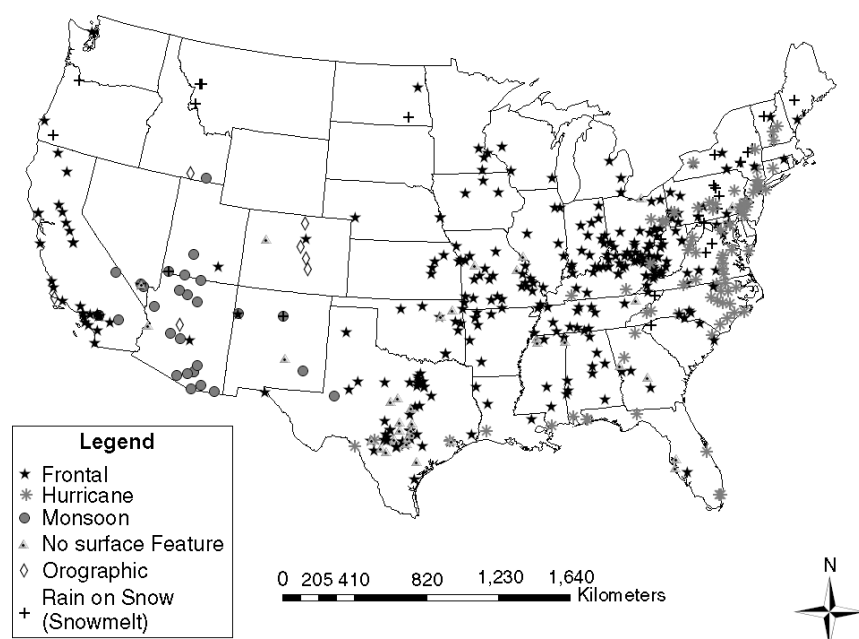 Legend
Frontal
Hurricane
Monsoon
No surface Feature
Orographic
Rain on Snow
(Snowmelt)
0 205 410 820 1,230 1,640
Kilometers
N